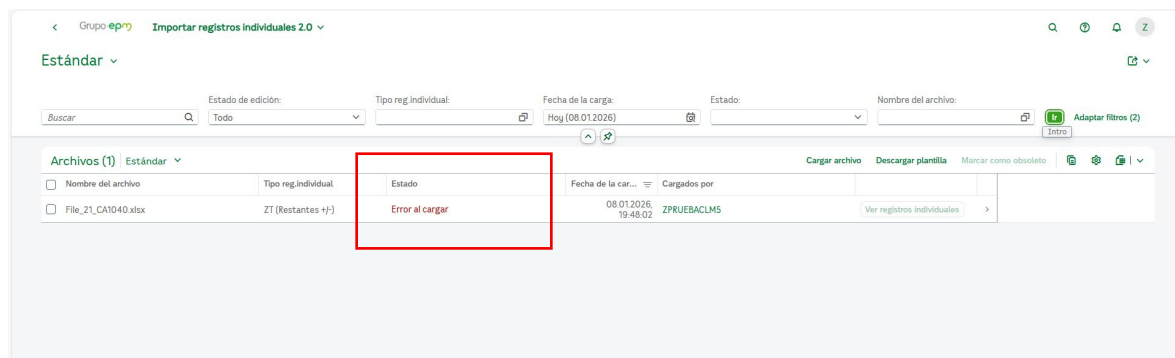 Grupo epm Importar registros individuales 2.0
Z
Estándar
Estado de edición: Tipo reg.individual: Fecha de la carga: Estado: Nombre del archivo:
Buscar Todo Hoy (08.01.2026) Ir Adaptar filtros (2)
Intro
Archivos (1) Estándar Cargar archivo Descargar plantilla Marcar como obsoleto
Nombre del archivo Tipo reg.individual Estado Fecha de la car... Cargados por
File_21_CA1040.xlsx ZT (Restantes +/-) Error al cargar 08.01.2026, ZPRUEBACLM5 Ver registros individuales
19:48:02